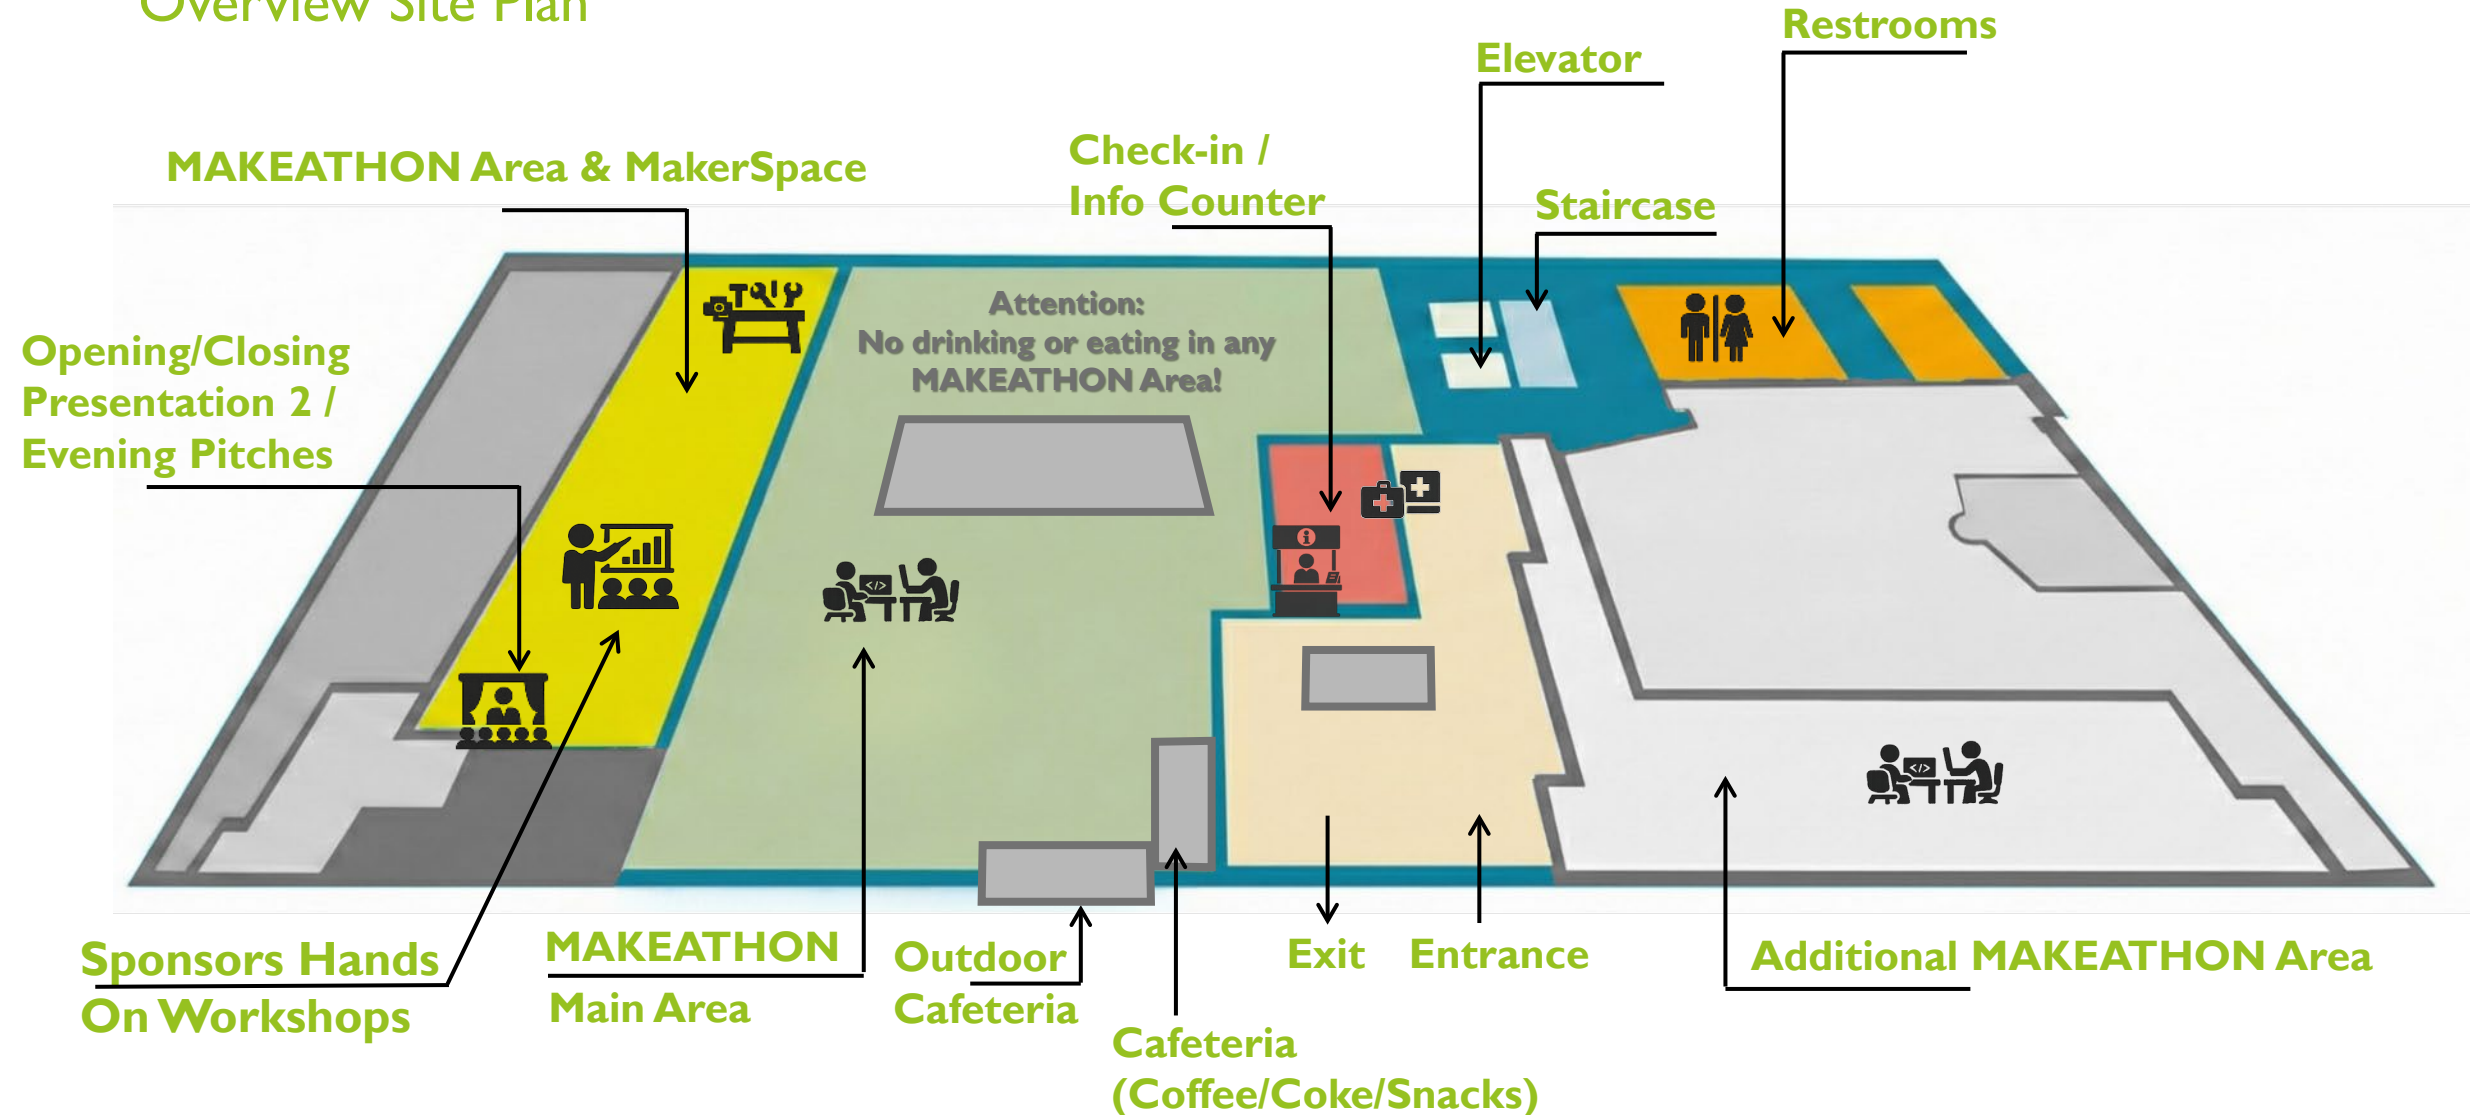 Overview Site Plan
Restrooms
Elevator
Check-in /
Info Counter
MAKEATHON Area & MakerSpace
Staircase
Attention:
No drinking or eating in any
MAKEATHON Area!
Opening/Closing
Presentation 2 /
Evening Pitches
Sponsors Hands
On Workshops
MAKEATHON
Main Area
Outdoor
Cafeteria
Cafeteria
(Coffee/Coke/Snacks)
Exit
Entrance
Additional MAKEATHON Area